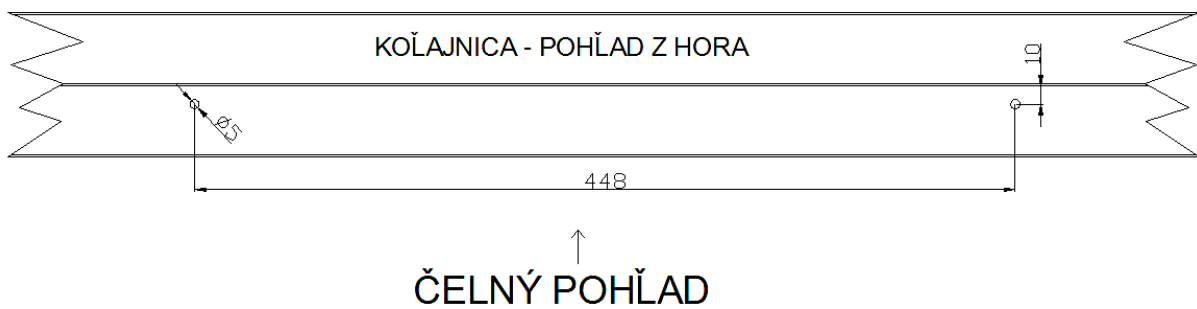 KOĽAJNICA - POHĽAD Z HORA
10
ø5
448
ČELNÝ POHĽAD